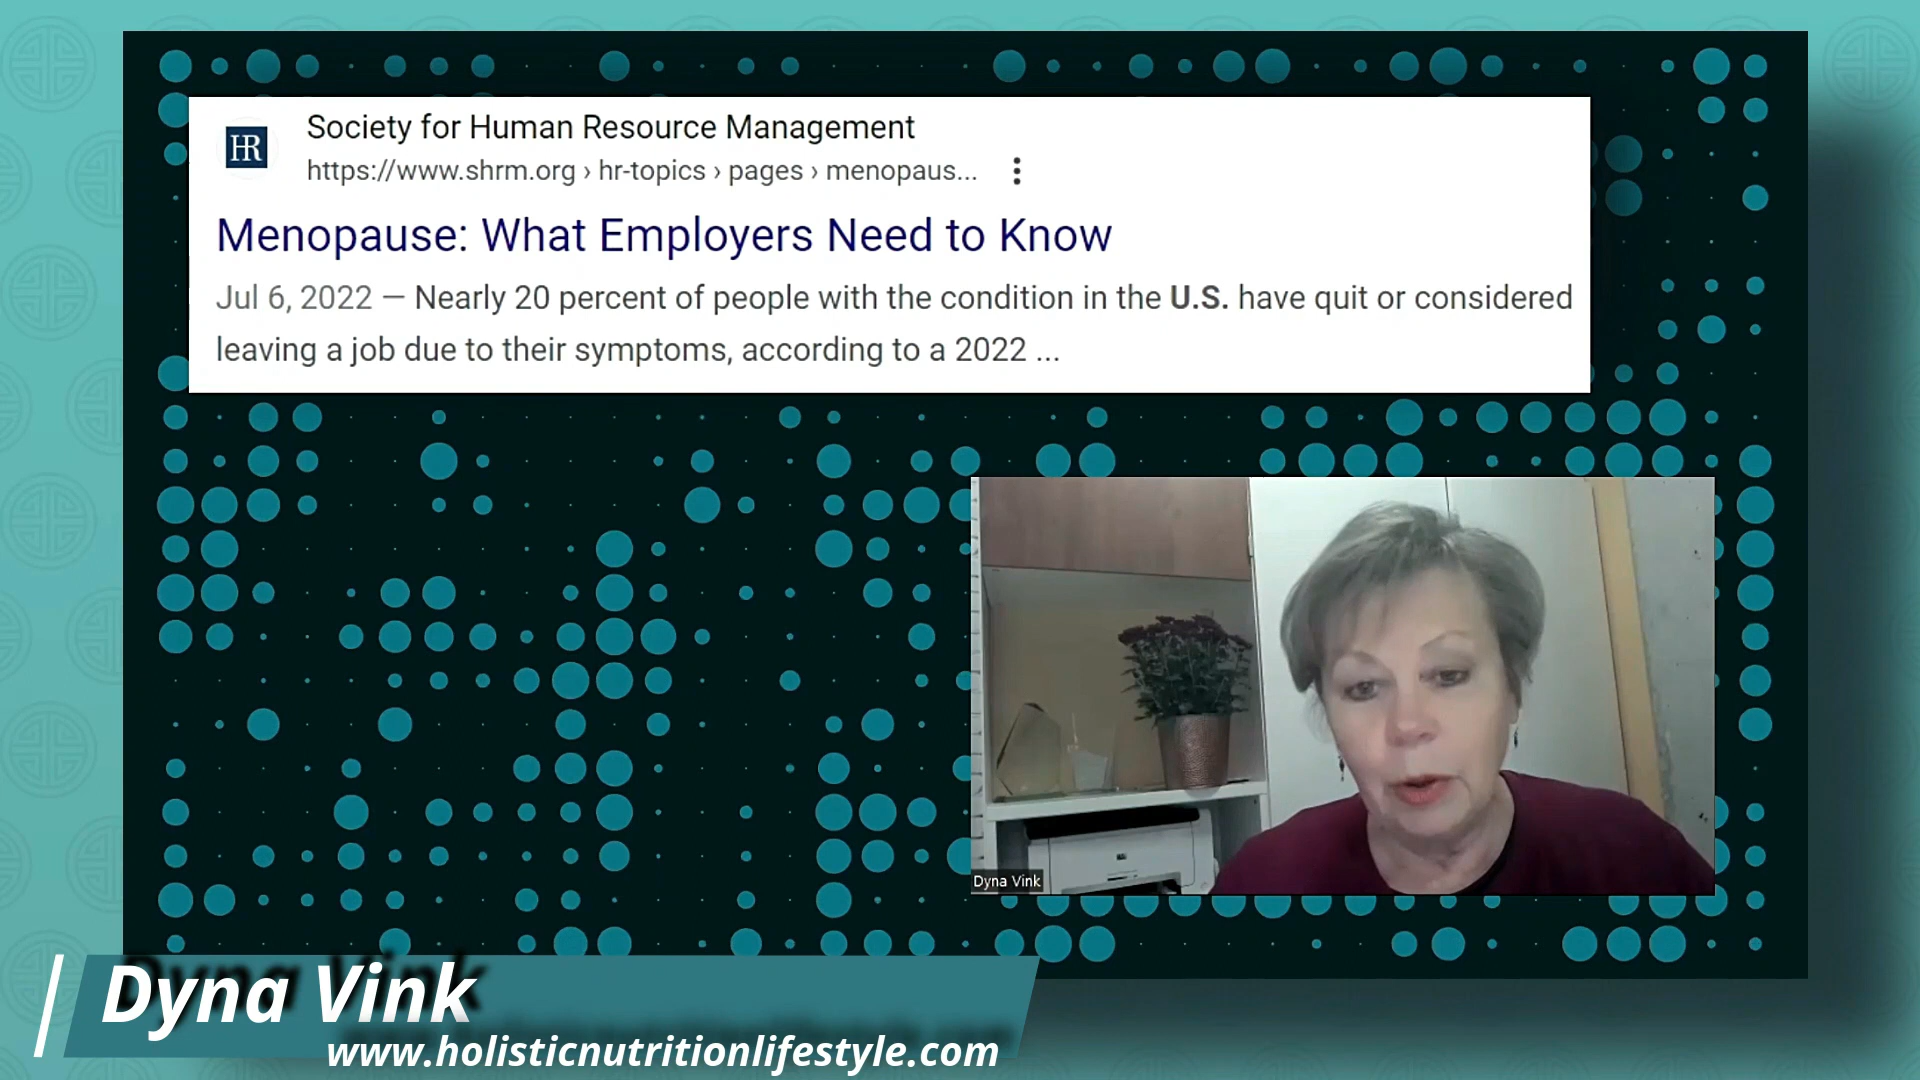 HR
Society for Human Resource Management
https://www.shrm.org › hr-topics › pages › menopaus...
Menopause: What Employers Need to Know
Jul 6, 2022 — Nearly 20 percent of people with the condition in the U.S. have quit or considered
leaving a job due to their symptoms, according to a 2022 ...
Dyna Vink
Dyna Vink
www.holisticnutritionlifestyle.com